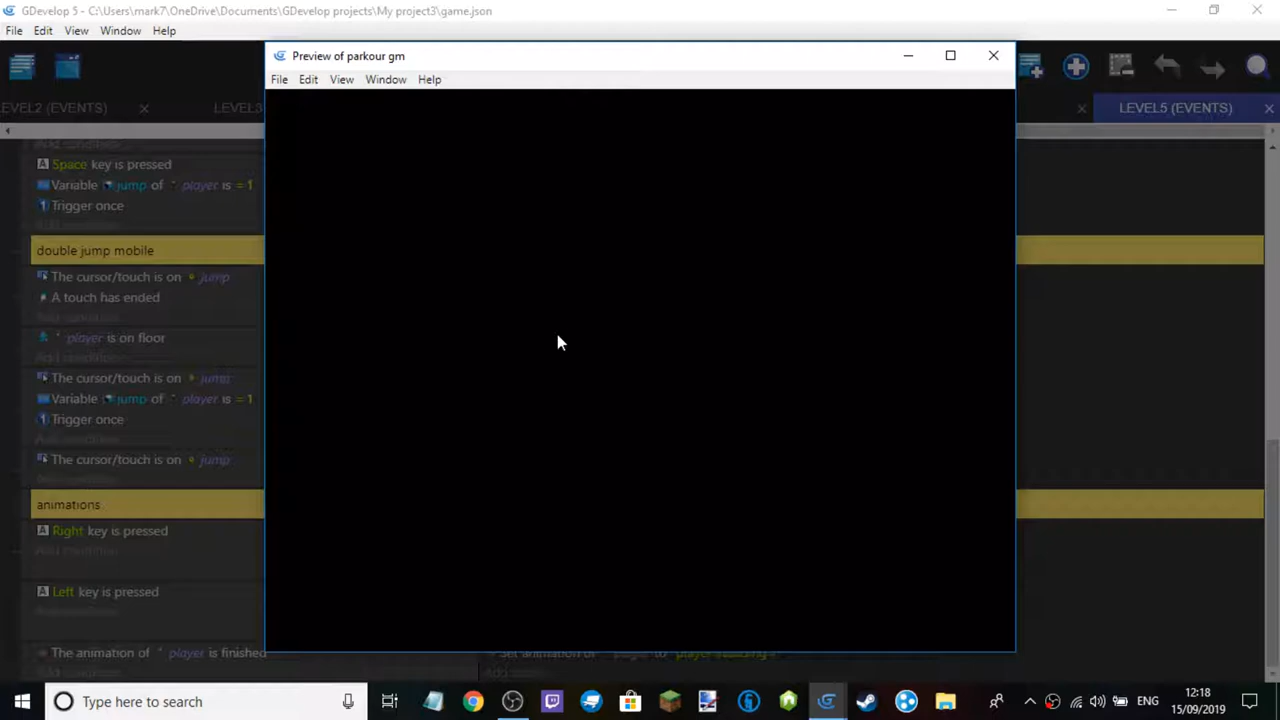 GDevelop 5 - C:\Users\mark7\OneDrive\Documents\GDevelop projects\My project3\game.json
File Edit View Window Help
Preview of parkour gm
File Edit View Window Help
LEVEL2 (EVENTS)
LEVEL3
LEVEL5 (EVENTS)
Space key is pressed
Variable jump of player is = 1
Trigger once
double jump mobile
The cursor/touch is on jump
A touch has ended
player is on floor
The cursor/touch is on jump
Variable jump of player is = 1
Trigger once
The cursor/touch is on jump
animations
Right key is pressed
Left key is pressed
The animation of player is finished
Set animation of
Type here to search
ENG
12:18
15/09/2019